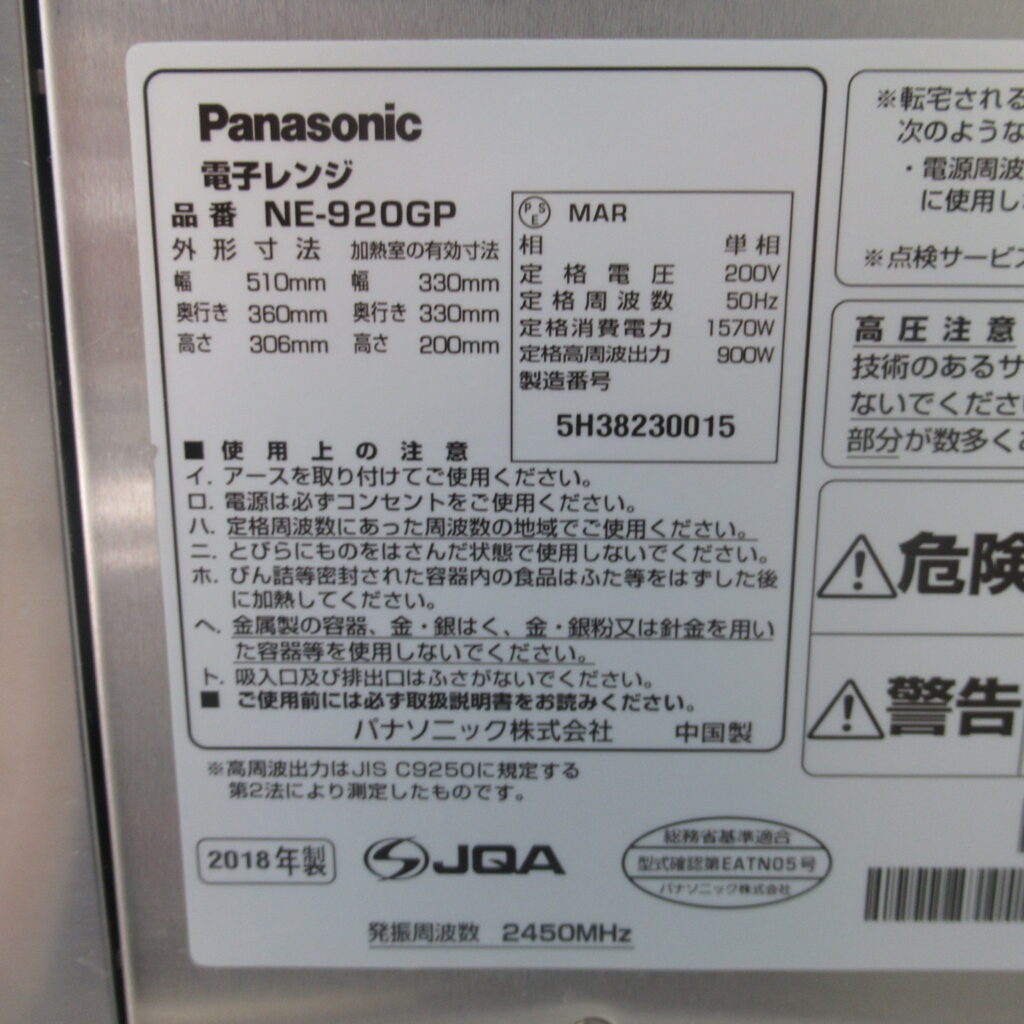 Panasonic
電子レンジ
品番 NE-920GP
外形寸法 加熱室の有効寸法
幅 510mm 幅 330mm
奥行き 360mm 奥行き 330mm
高さ 306mm 高さ 200mm
PSE MAR
相 単相
定格電圧 200V
定格周波数 50Hz
定格消費電力 1570W
定格高周波出力 900W
製造番号
5H38230015
■使用上の注意
イ. アースを取り付けてご使用ください。
ロ. 電源は必ずコンセントをご使用ください。
ハ. 定格周波数にあった周波数の地域でご使用ください。
ニ. とびらにものをはさんだ状態で使用しないでください。
ホ. びん詰等密封された容器内の食品はふた等をはずした後
に加熱してください。
ヘ. 金属製の容器、金・銀はく、金・銀粉又は針金を用い
た容器等を使用しないでください。
ト. 吸入口及び排出口はふさがないでください。
■ ご使用前には必ず取扱説明書をお読みください。
パナソニック株式会社 中国製
※高周波出力はJIS C9250に規定する
第2法により測定したものです。
2018年製
JQA
総務省基準適合
型式確認第EATN05号
パナソニック株式会社
発振周波数 2450MHz
※転宅される
次のような
・電源周波
に使用し
※点検サービス
高圧注意
技術のあるサ
ないでくださ
部分が数多く
危険
警告